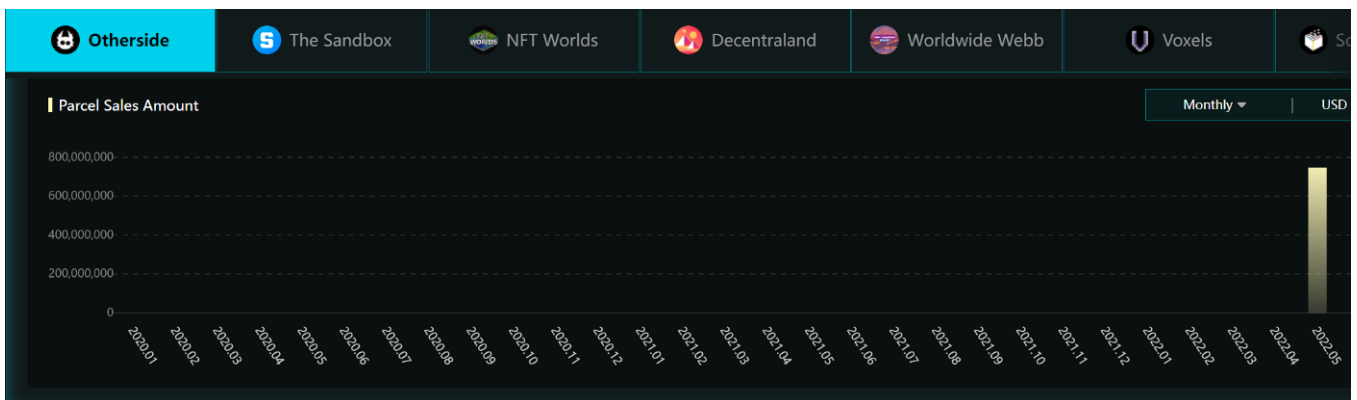 Otherside The Sandbox NFT Worlds Decentraland Worldwide Webb Voxels
Parcel Sales Amount Monthly | USD
800,000,000
600,000,000
400,000,000
200,000,000
0
2020.01 2020.02 2020.03 2020.04 2020.05 2020.06 2020.07 2020.08 2020.09 2020.10 2020.11 2020.12 2021.01 2021.02 2021.03 2021.04 2021.05 2021.06 2021.07 2021.08 2021.09 2021.10 2021.11 2021.12 2022.01 2022.02 2022.03 2022.04 2022.05